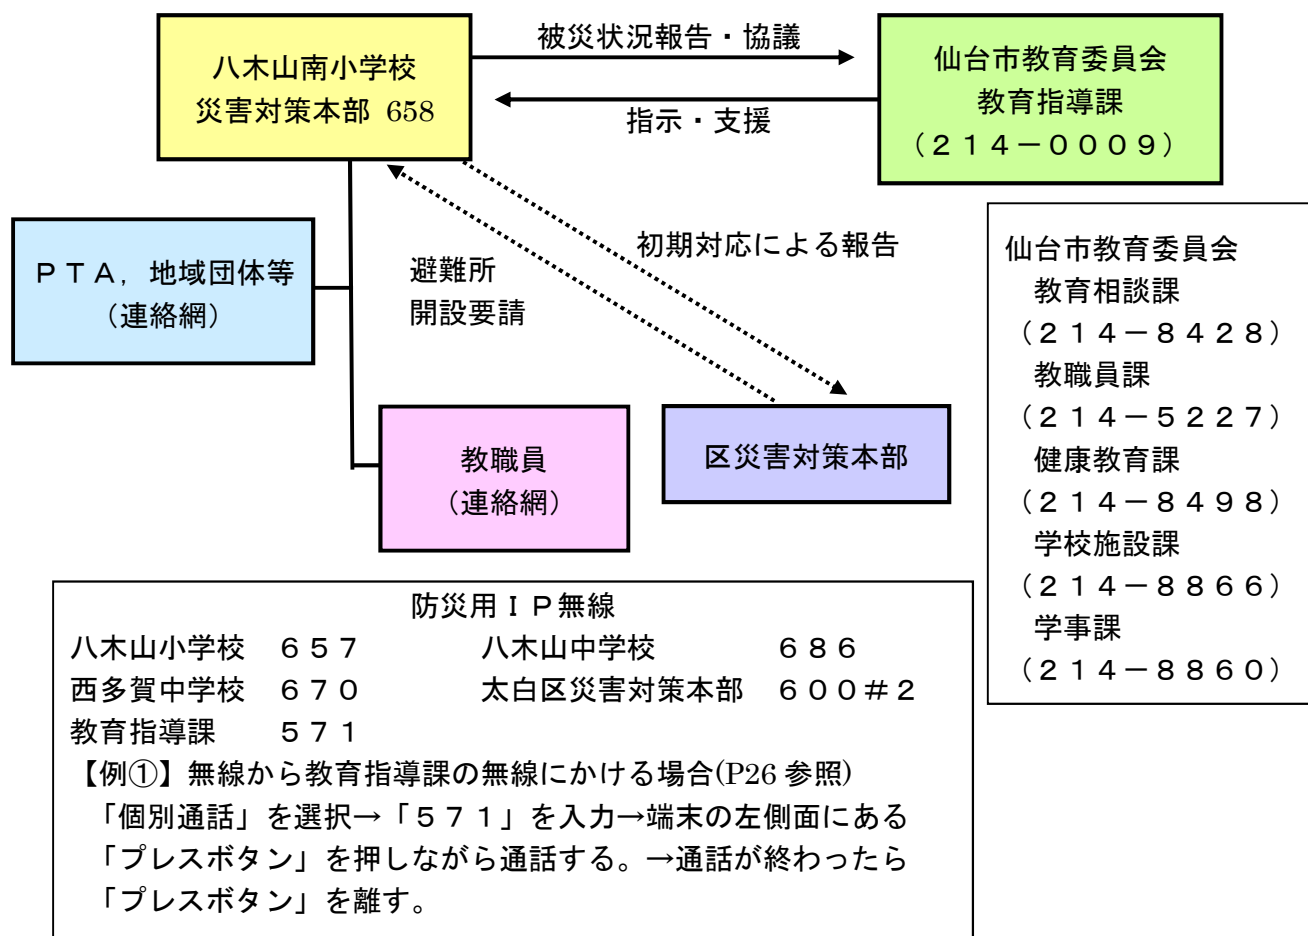 八木山南小学校
災害対策本部 658
被災状況報告・協議
指示・支援
仙台市教育委員会
教育指導課
（２１４－０００９）
ＰＴＡ，地域団体等
（連絡網）
避難所
開設要請
初期対応による報告
教職員
（連絡網）
区災害対策本部
仙台市教育委員会
教育相談課
（２１４－８４２８）
教職員課
（２１４－５２２７）
健康教育課
（２１４－８４９８）
学校施設課
（２１４－８８６６）
学事課
（２１４－８８６０）
防災用ＩＰ無線
八木山小学校　６５７　八木山中学校　６８６
西多賀中学校　６７０　太白区災害対策本部　６００＃２
教育指導課　５７１
【例①】無線から教育指導課の無線にかける場合(P26 参照)
「個別通話」を選択→「５７１」を入力→端末の左側面にある
「プレスボタン」を押しながら通話する。→通話が終わったら
「プレスボタン」を離す。